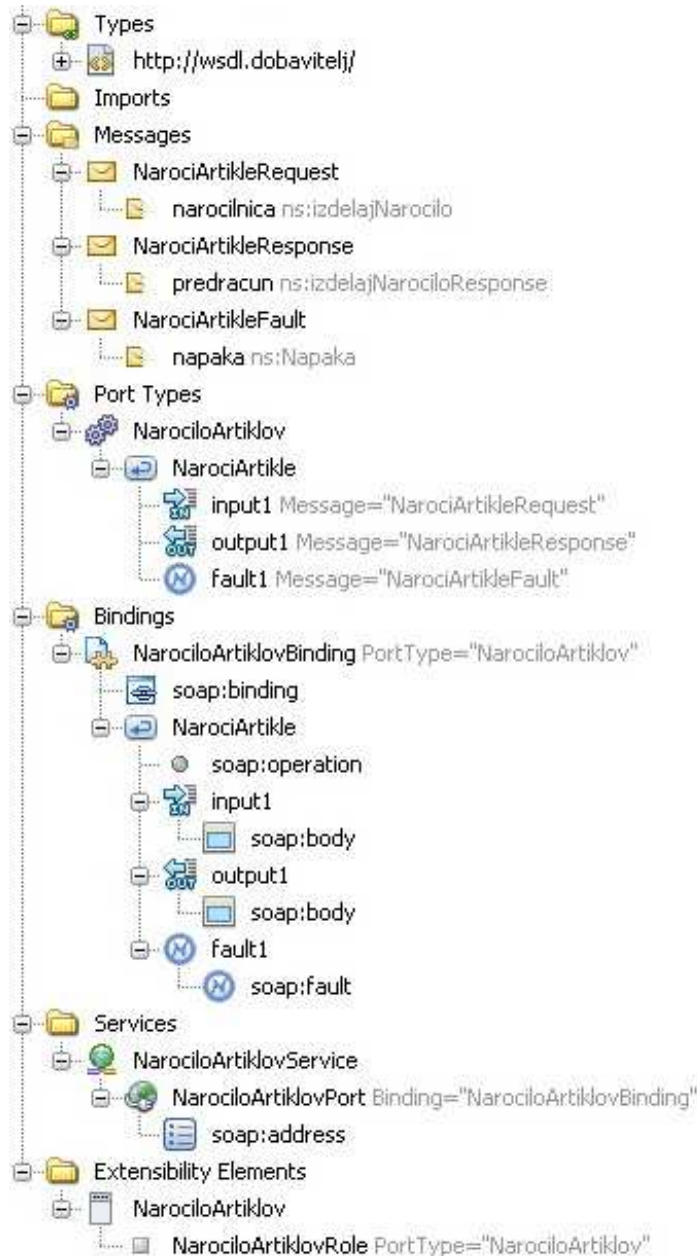 Types
http://wsdl.dobavitelj/
Imports
Messages
NarociArtikleRequest
narocilnica ns:izdelajNarocilo
NarociArtikleResponse
predracun ns:izdelajNarociloResponse
NarociArtikleFault
napaka ns:Napaka
Port Types
NarociloArtiklov
NarociArtikle
input1 Message="NarociArtikleRequest"
output1 Message="NarociArtikleResponse"
fault1 Message="NarociArtikleFault"
Bindings
NarociloArtiklovBinding PortType="NarociloArtiklov"
soap:binding
NarociArtikle
soap:operation
input1
soap:body
output1
soap:body
fault1
soap:fault
Services
NarociloArtiklovService
NarociloArtiklovPort Binding="NarociloArtiklovBinding"
soap:address
Extensibility Elements
NarociloArtiklov
NarociloArtiklovRole PortType="NarociloArtiklov"